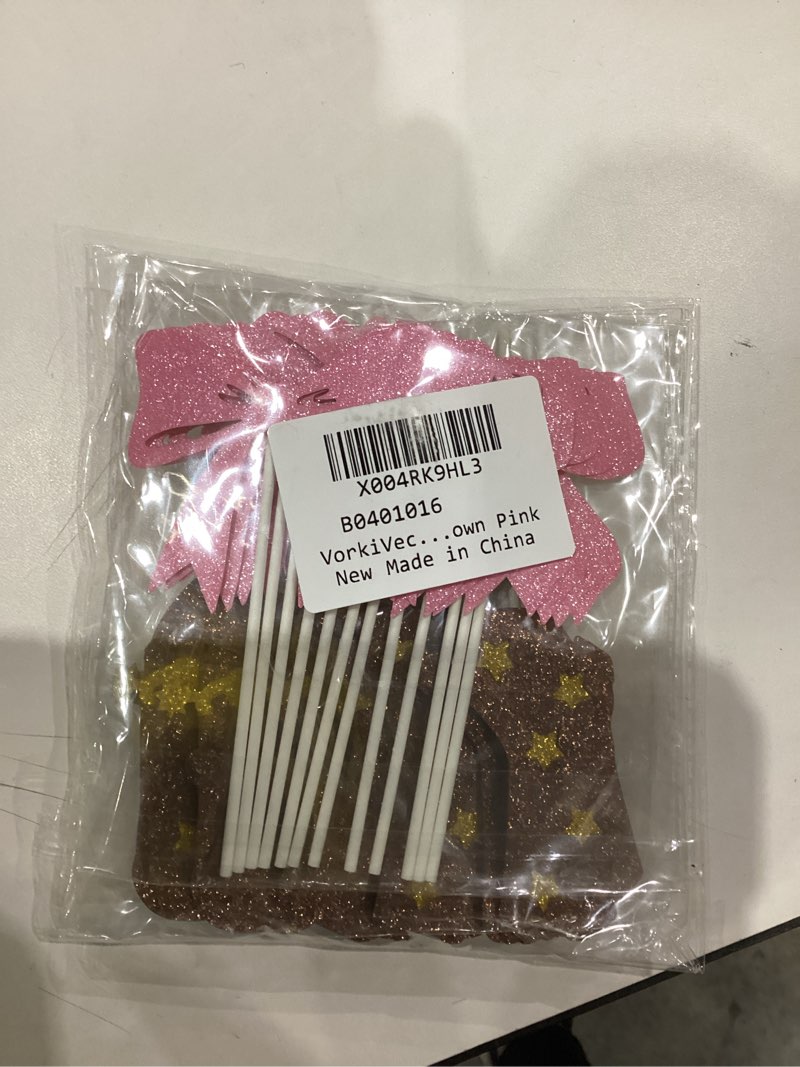 X004RK9HL3
B0401016
VorkiVec...own Pink
New Made in China